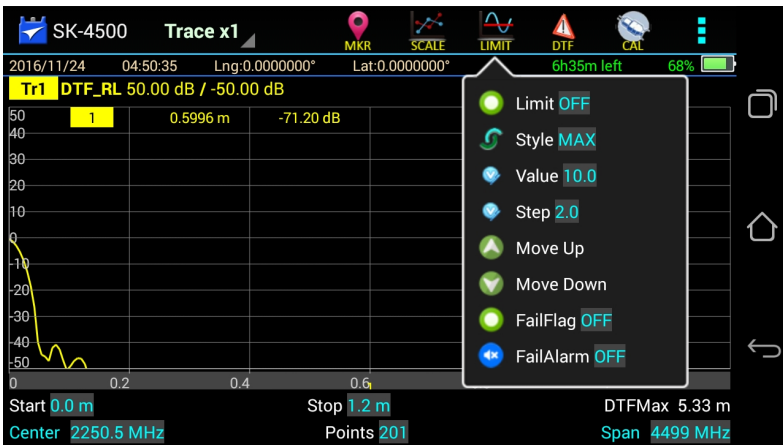 SK-4500 Trace x1 MKR SCALE LIMIT DTF CAL
2016/11/24 04:50:35 Lng:0.0000000° Lat:0.0000000° 6h35m left 68%
Tr1 DTF_RL 50.00 dB / -50.00 dB
50
1 0.5996 m -71.20 dB
40
30
20
10
0
-10
-20
-30
-40
-50
0 0.2 0.4 0.6
Limit OFF
Style MAX
Value 10.0
Step 2.0
Move Up
Move Down
FailFlag OFF
FailAlarm OFF
Start 0.0 m Stop 1.2 m DTFMax 5.33 m
Center 2250.5 MHz Points 201 Span 4499 MHz